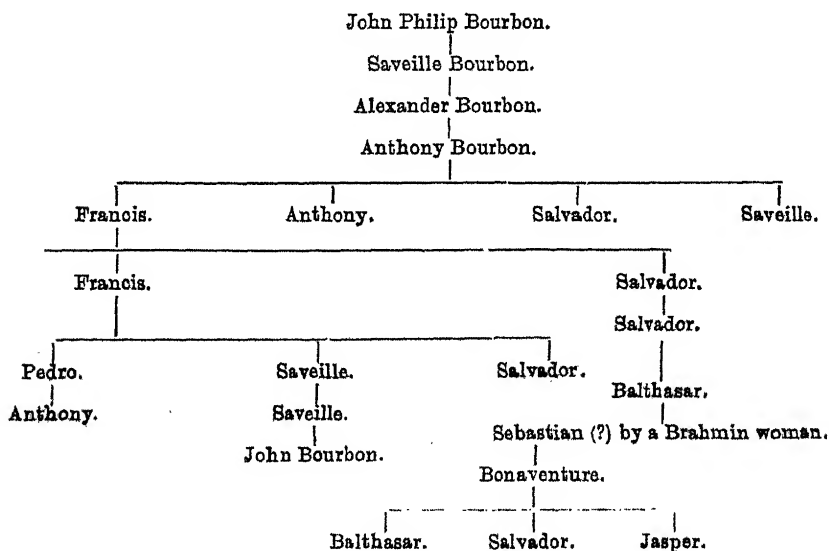 John Philip Bourbon.
Saveille Bourbon.
Alexander Bourbon.
Anthony Bourbon.
Francis. Anthony. Salvador. Saveille.
Francis. Salvador.
Salvador.
Pedro. Saveille. Salvador.
Balthasar.
Anthony. Saveille.
Sebastian (?) by a Brahmin woman.
John Bourbon.
Bonaventure.
Balthasar. Salvador. Jasper.